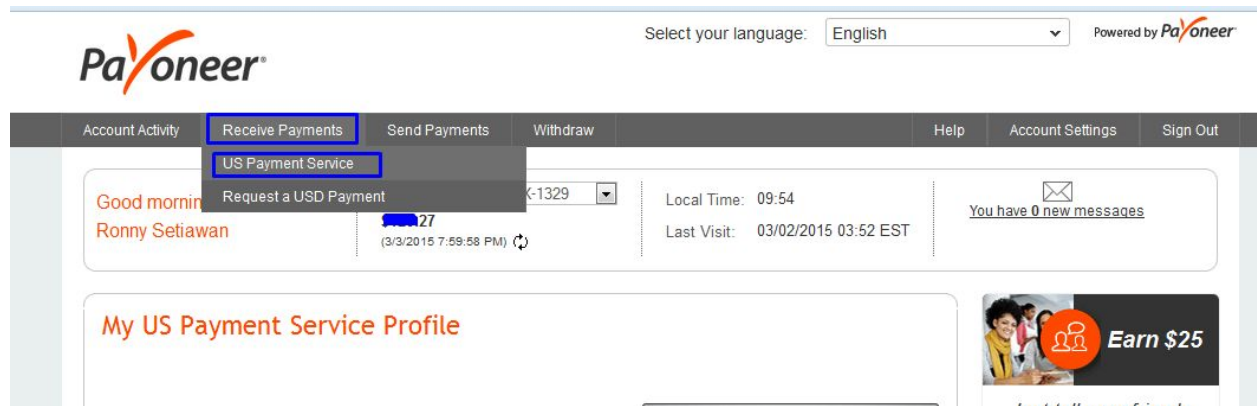 Select your language: English
Powered by Payoneer
Payoneer
Account Activity Receive Payments Send Payments Withdraw Help Account Settings Sign Out
US Payment Service
Request a USD Payment
Good mornin
Ronny Setiawan
-1329
27
(3/3/2015 7:59:58 PM)
Local Time: 09:54
Last Visit: 03/02/2015 03:52 EST
You have 0 new messages
My US Payment Service Profile
Earn $25